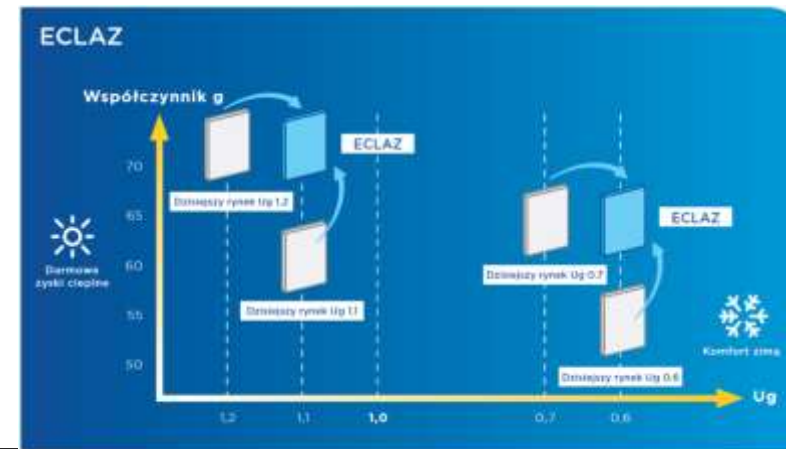 ECLAZ
Współczynnik g
ECLAZ
70
Dzisiejszy rynek Ug 1.2
65
ECLAZ
60
Darmowe
zyski cieplne
Dzisiejszy rynek Ug 0.7
Dzisiejszy rynek Ug 1.1
55
Komfort zimą
50
Dzisiejszy rynek Ug 0.6
Ug
1,2
1,1
1,0
0,7
0,6